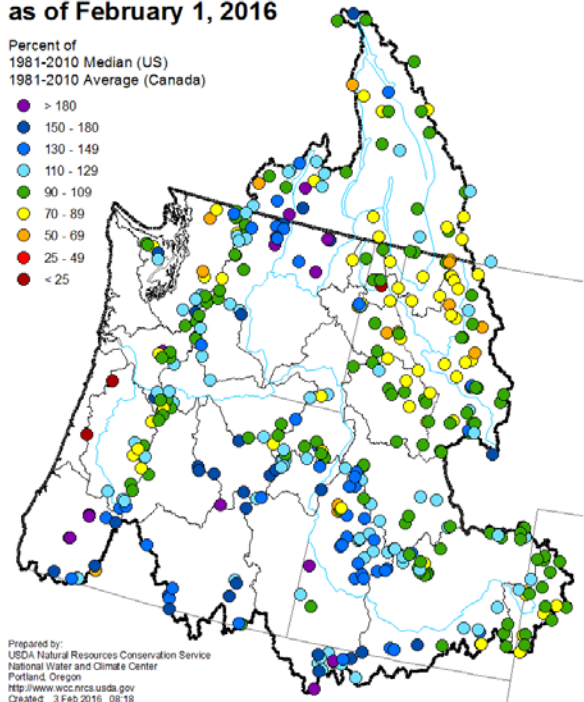 as of February 1, 2016
Percent of
1981-2010 Median (US)
1981-2010 Average (Canada)
> 180
150 - 180
130 - 149
110 - 129
90 - 109
70 - 89
50 - 69
25 - 49
< 25
Prepared by:
USDA Natural Resources Conservation Service
National Water and Climate Center
Portland, Oregon
http://www.wcc.nrcs.usda.gov
Created: 3 Feb 2016 08:18